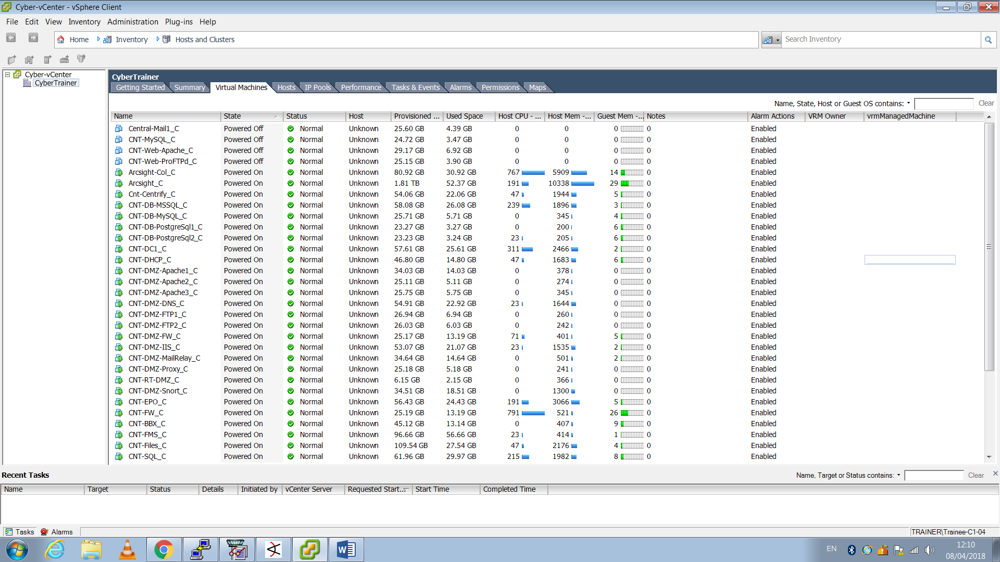 Cyber-vCenter - vSphere Client
File Edit View Inventory Administration Plug-ins Help
Home Inventory Hosts and Clusters Search Inventory
Cyber-vCenter
CyberTrainer
CyberTrainer
Getting Started Summary Virtual Machines Hosts IP Pools Performance Tasks & Events Alarms Permissions Maps
Name, State, Host or Guest OS contains: Clear
Name State Status Host Provisioned ... Used Space Host CPU - ... Host Mem -... Guest Mem -... Notes Alarm Actions VRM Owner vrmManagedMachine
Central-Mail1_C Powered Off Normal Unknown 25.60 GB 4.39 GB 0 0 0 0 Enabled
CNT-MySQL_C Powered Off Normal Unknown 24.72 GB 3.47 GB 0 0 0 0 Enabled
CNT-Web-Apache_C Powered Off Normal Unknown 29.17 GB 6.92 GB 0 0 0 0 Enabled
CNT-Web-ProFTPd_C Powered Off Normal Unknown 25.15 GB 3.90 GB 0 0 0 0 Enabled
Arcsight-Col_C Powered On Normal Unknown 80.92 GB 30.92 GB 767 5909 14 0 Enabled
Arcsight_C Powered On Normal Unknown 1.81 TB 52.37 GB 191 10338 29 0 Enabled
Cnt-Centrify_C Powered On Normal Unknown 54.06 GB 22.06 GB 47 1944 5 0 Enabled
CNT-DB-MSSQL_C Powered On Normal Unknown 58.08 GB 26.08 GB 239 1896 3 0 Enabled
CNT-DB-MySQL_C Powered On Normal Unknown 25.71 GB 5.71 GB 0 345 4 0 Enabled
CNT-DB-PostgreSql1_C Powered On Normal Unknown 23.27 GB 3.27 GB 0 200 6 0 Enabled
CNT-DB-PostgreSql2_C Powered On Normal Unknown 23.23 GB 3.24 GB 23 205 6 0 Enabled
CNT-DC1_C Powered On Normal Unknown 57.61 GB 25.61 GB 311 2466 2 0 Enabled
CNT-DHCP_C Powered On Normal Unknown 46.80 GB 14.80 GB 47 1683 6 0 Enabled
CNT-DMZ-Apache1_C Powered On Normal Unknown 34.03 GB 14.03 GB 0 378 0 0 Enabled
CNT-DMZ-Apache2_C Powered On Normal Unknown 25.11 GB 5.11 GB 0 274 0 0 Enabled
CNT-DMZ-Apache3_C Powered On Normal Unknown 25.75 GB 5.75 GB 0 345 0 0 Enabled
CNT-DMZ-DNS_C Powered On Normal Unknown 54.91 GB 22.92 GB 23 1644 0 0 Enabled
CNT-DMZ-FTP1_C Powered On Normal Unknown 26.94 GB 6.94 GB 0 260 0 0 Enabled
CNT-DMZ-FTP2_C Powered On Normal Unknown 26.03 GB 6.03 GB 0 242 0 0 Enabled
CNT-DMZ-FW_C Powered On Normal Unknown 25.17 GB 13.19 GB 71 401 5 0 Enabled
CNT-DMZ-IIS_C Powered On Normal Unknown 53.07 GB 21.07 GB 23 1535 2 0 Enabled
CNT-DMZ-MailRelay_C Powered On Normal Unknown 34.64 GB 14.64 GB 0 501 2 0 Enabled
CNT-DMZ-Proxy_C Powered On Normal Unknown 25.18 GB 5.18 GB 0 241 0 0 Enabled
CNT-RT-DMZ_C Powered On Normal Unknown 6.15 GB 2.15 GB 0 366 0 0 Enabled
CNT-DMZ-Snort_C Powered On Normal Unknown 34.51 GB 18.51 GB 0 1300 0 0 Enabled
CNT-EPO_C Powered On Normal Unknown 56.43 GB 24.43 GB 191 3066 5 0 Enabled
CNT-FW_C Powered On Normal Unknown 25.19 GB 13.19 GB 791 521 26 0 Enabled
CNT-BBX_C Powered On Normal Unknown 45.12 GB 13.14 GB 0 407 9 0 Enabled
CNT-FMS_C Powered On Normal Unknown 96.66 GB 56.66 GB 23 414 1 0 Enabled
CNT-Files_C Powered On Normal Unknown 109.54 GB 27.54 GB 47 2176 4 0 Enabled
CNT-SQL_C Powered On Normal Unknown 61.96 GB 29.97 GB 215 1982 8 0 Enabled
Recent Tasks Name, Target or Status contains: Clear
Name Target Status Details Initiated by vCenter Server Requested Start... Start Time Completed Time
Tasks Alarms TRAINER\Trainee-C1-04
EN 12:10
08/04/2018